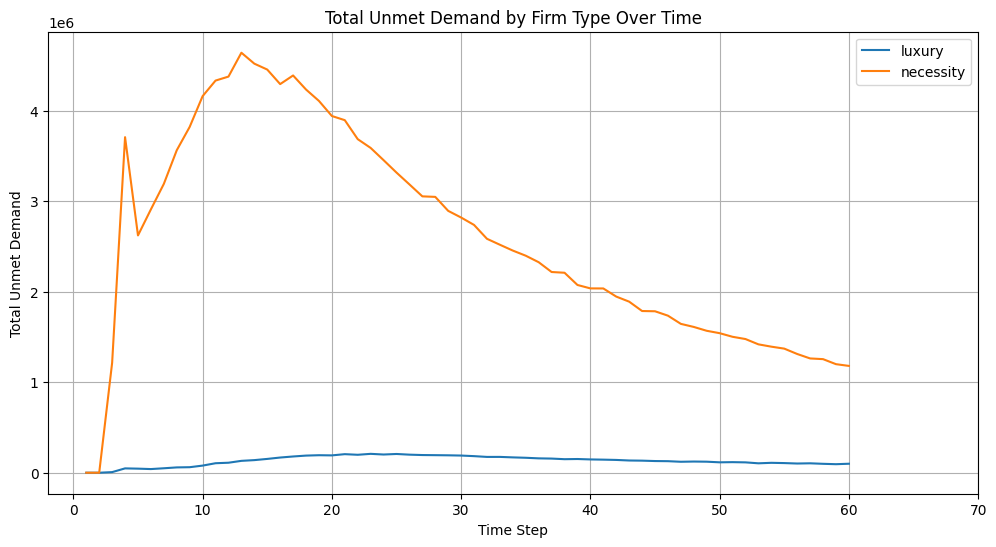 Total Unmet Demand by Firm Type Over Time
1e6
luxury
necessity
4
3
2
1
0
Total Unmet Demand
0 10 20 30 40 50 60 70
Time Step